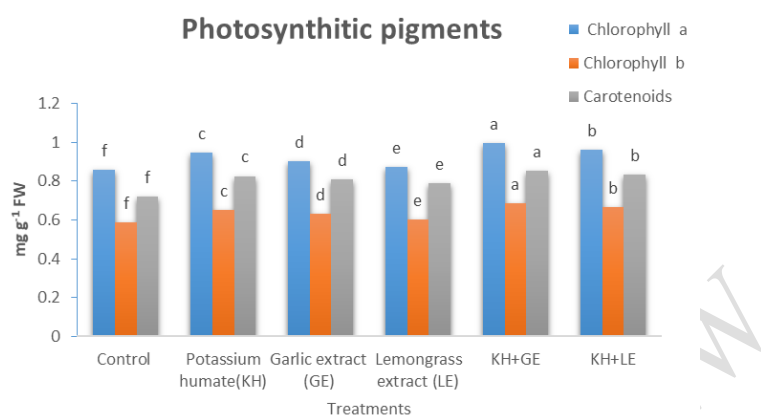 Photosynthitic pigments
Chlorophyll a
Chlorophyll b
Carotenoids
mg g⁻¹ FW
1.2
1
0.8
0.6
0.4
0.2
0
f f f
c c c
d d d
e e e
a a a
b b b
Control
Potassium
humate(KH)
Garlic extract
(GE)
Lemongrass
extract (LE)
KH+GE
KH+LE
Treatments
W